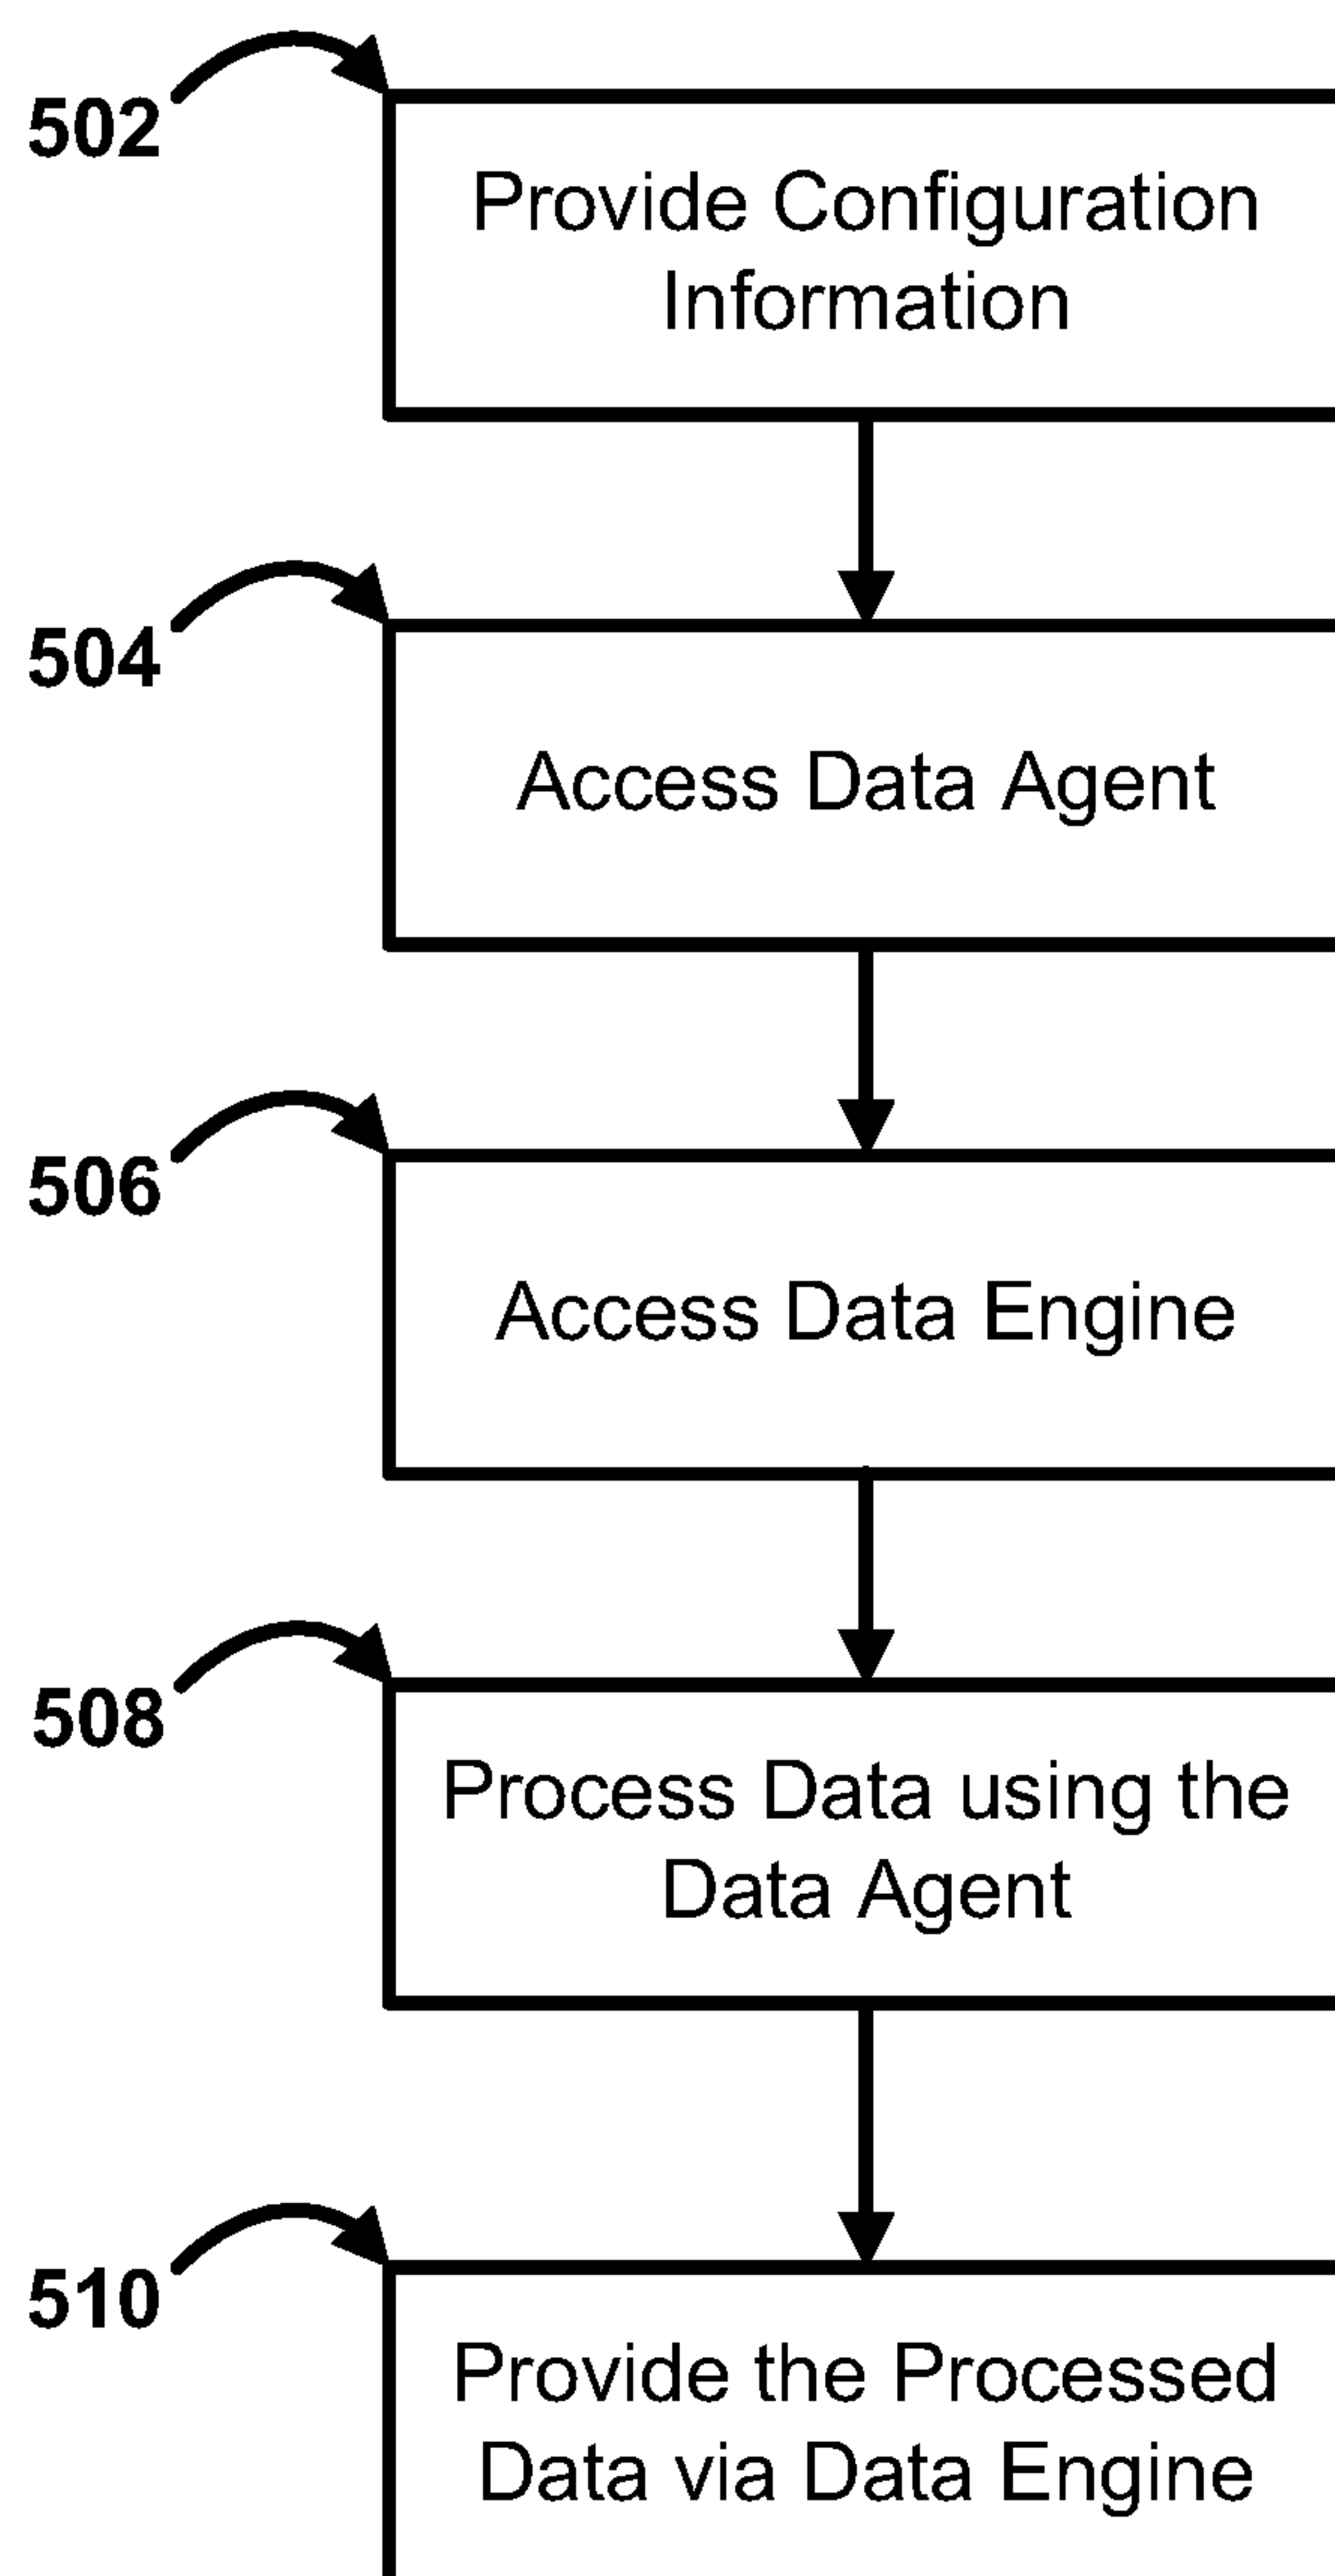 502
Provide Configuration
Information
504
Access Data Agent
506
Access Data Engine
508
Process Data using the
Data Agent
510
Provide the Processed
Data via Data Engine